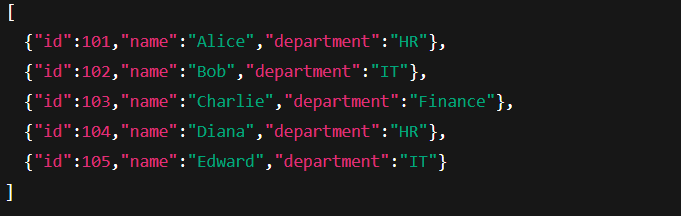 [
  {"id":101,"name":"Alice","department":"HR"},
  {"id":102,"name":"Bob","department":"IT"},
  {"id":103,"name":"Charlie","department":"Finance"},
  {"id":104,"name":"Diana","department":"HR"},
  {"id":105,"name":"Edward","department":"IT"}
]